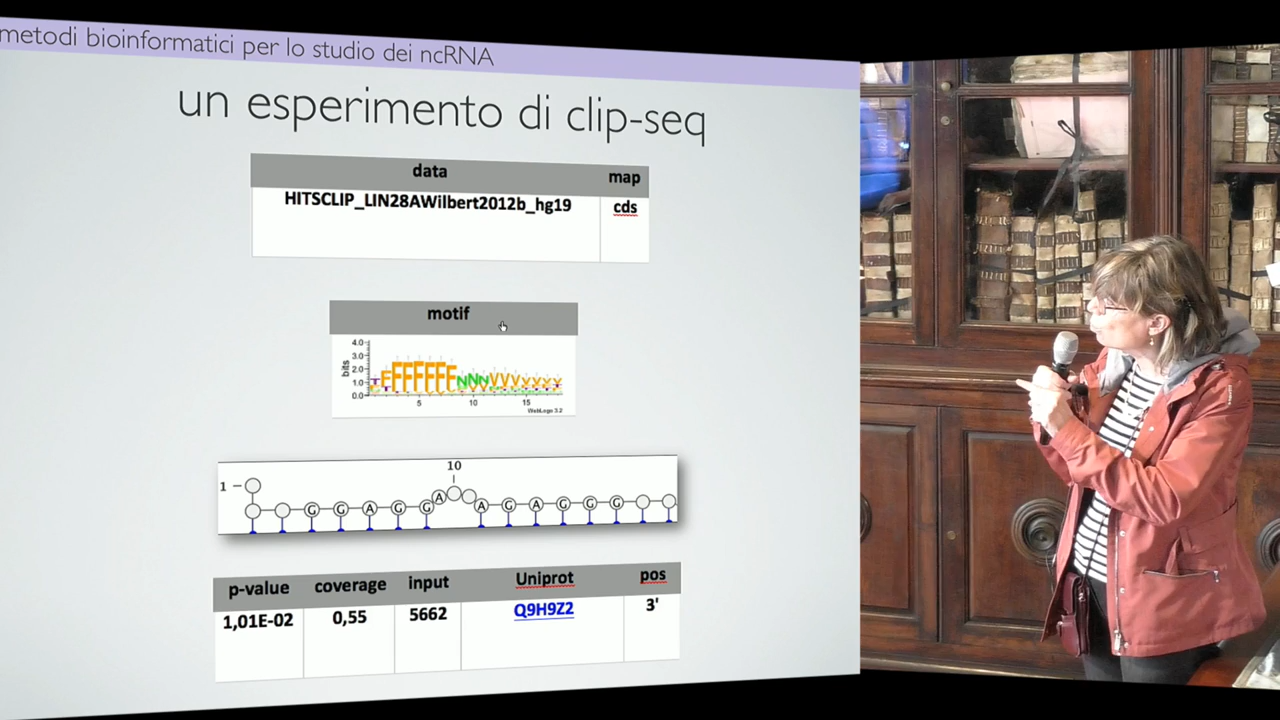 metodi bioinformatici per lo studio dei ncRNA
un esperimento di clip-seq
data map
HITSCLIP_LIN28AWilbert2012b_hg19 cds
motif
4.0
3.0
2.0
1.0
0.0
bits
FFFFFFFNNNVVVVVVVV
5 10 15
WebLogo 3.2
10
1
G G A G G A A G A G G G
p-value coverage input Uniprot pos
1,01E-02 0,55 5662 Q9H9Z2 3'